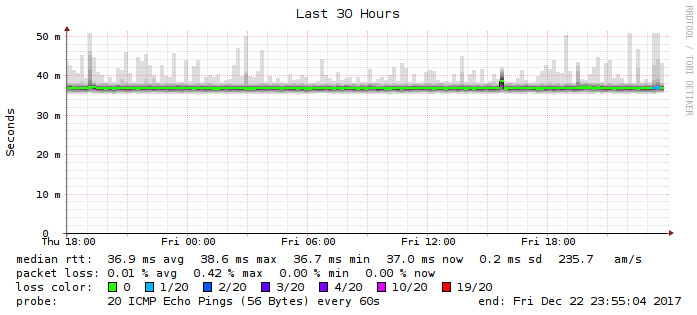 Last 30 Hours
RRDTOOL / TOBI OETIKER
Seconds
50 m
40 m
30 m
20 m
10 m
0
Thu 18:00 Fri 00:00 Fri 06:00 Fri 12:00 Fri 18:00
median rtt: 36.9 ms avg 38.6 ms max 36.7 ms min 37.0 ms now 0.2 ms sd 235.7 am/s
packet loss: 0.01 % avg 0.42 % max 0.00 % min 0.00 % now
loss color: 0 1/20 2/20 3/20 4/20 10/20 19/20
probe: 20 ICMP Echo Pings (56 Bytes) every 60s end: Fri Dec 22 23:55:04 2017